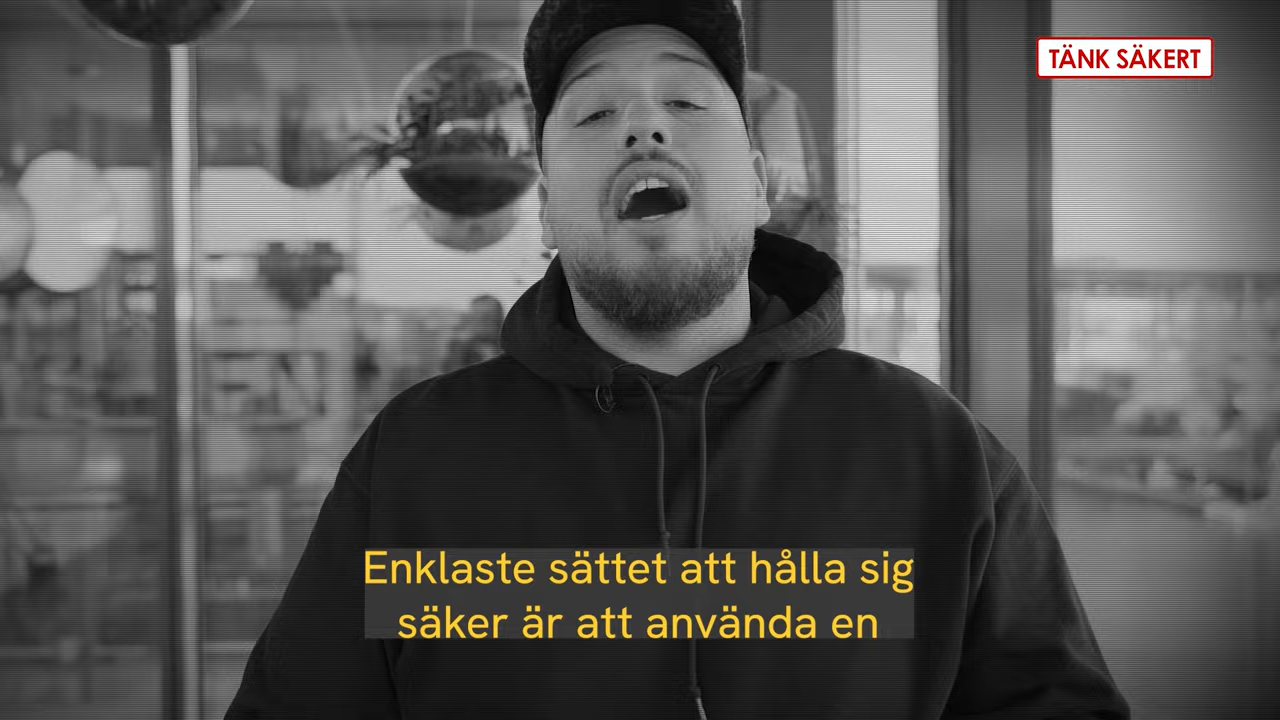 TÄNK SÄKERT
Enklaste sättet att hålla sig
säker är att använda en